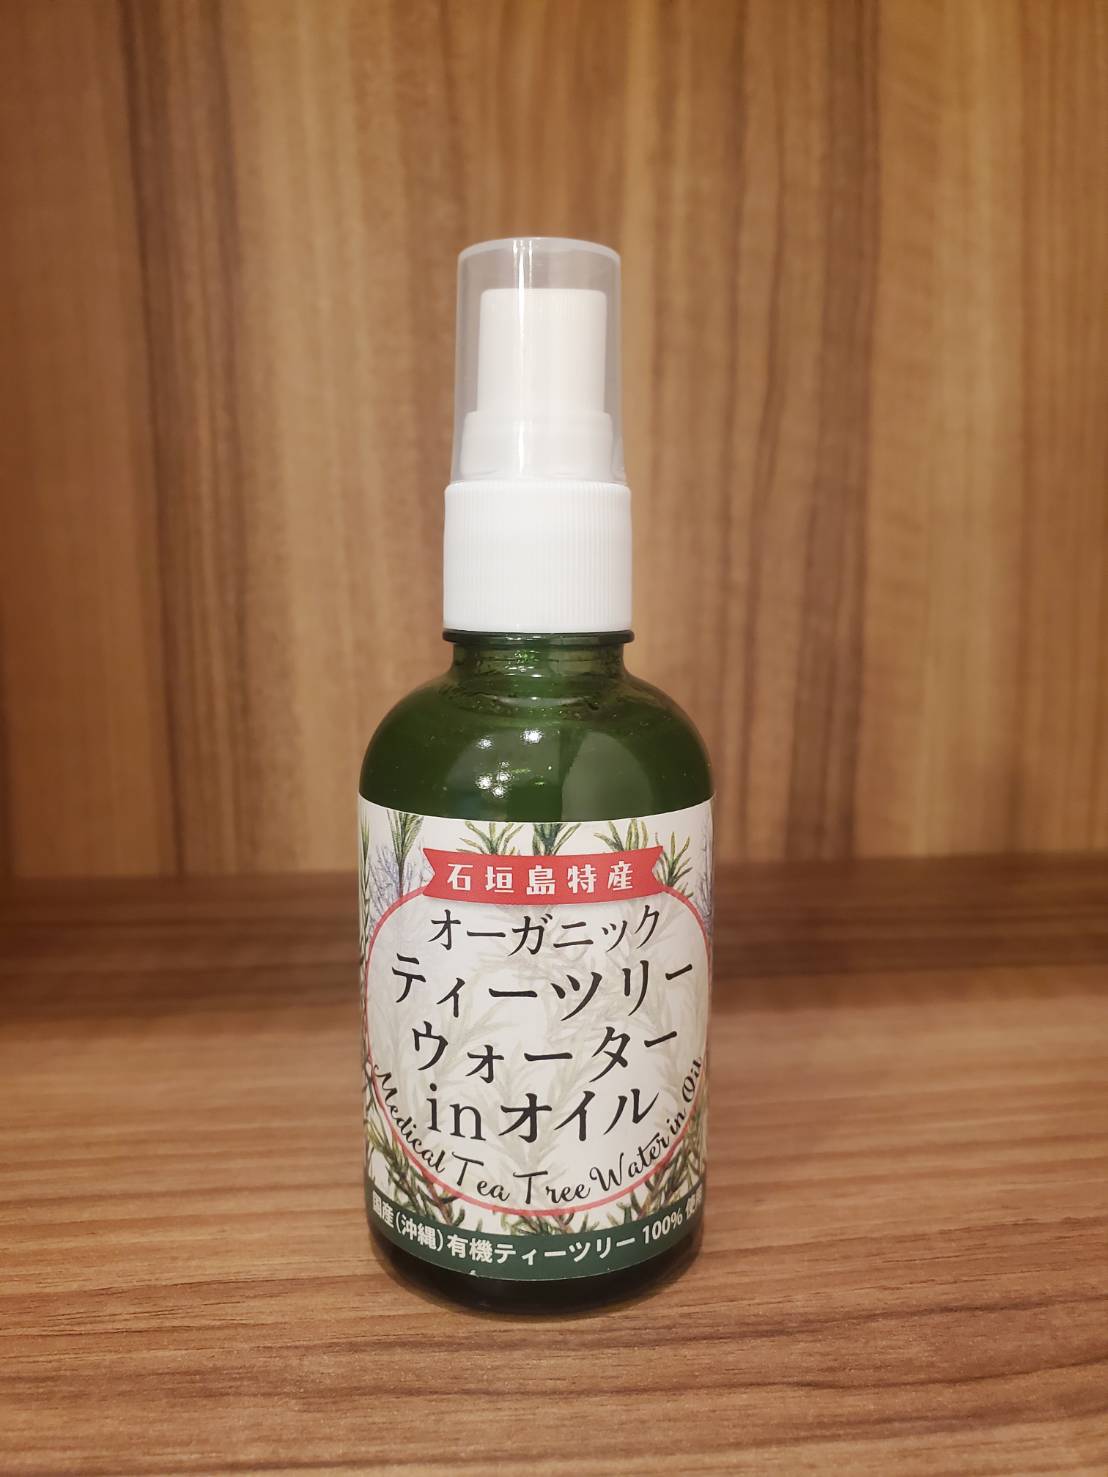 石垣島特産
オーガニック
ティーツリー
ウォーター
inオイル
Medical Tea Tree Water in Oil
国産(沖縄)有機ティーツリー100%使用